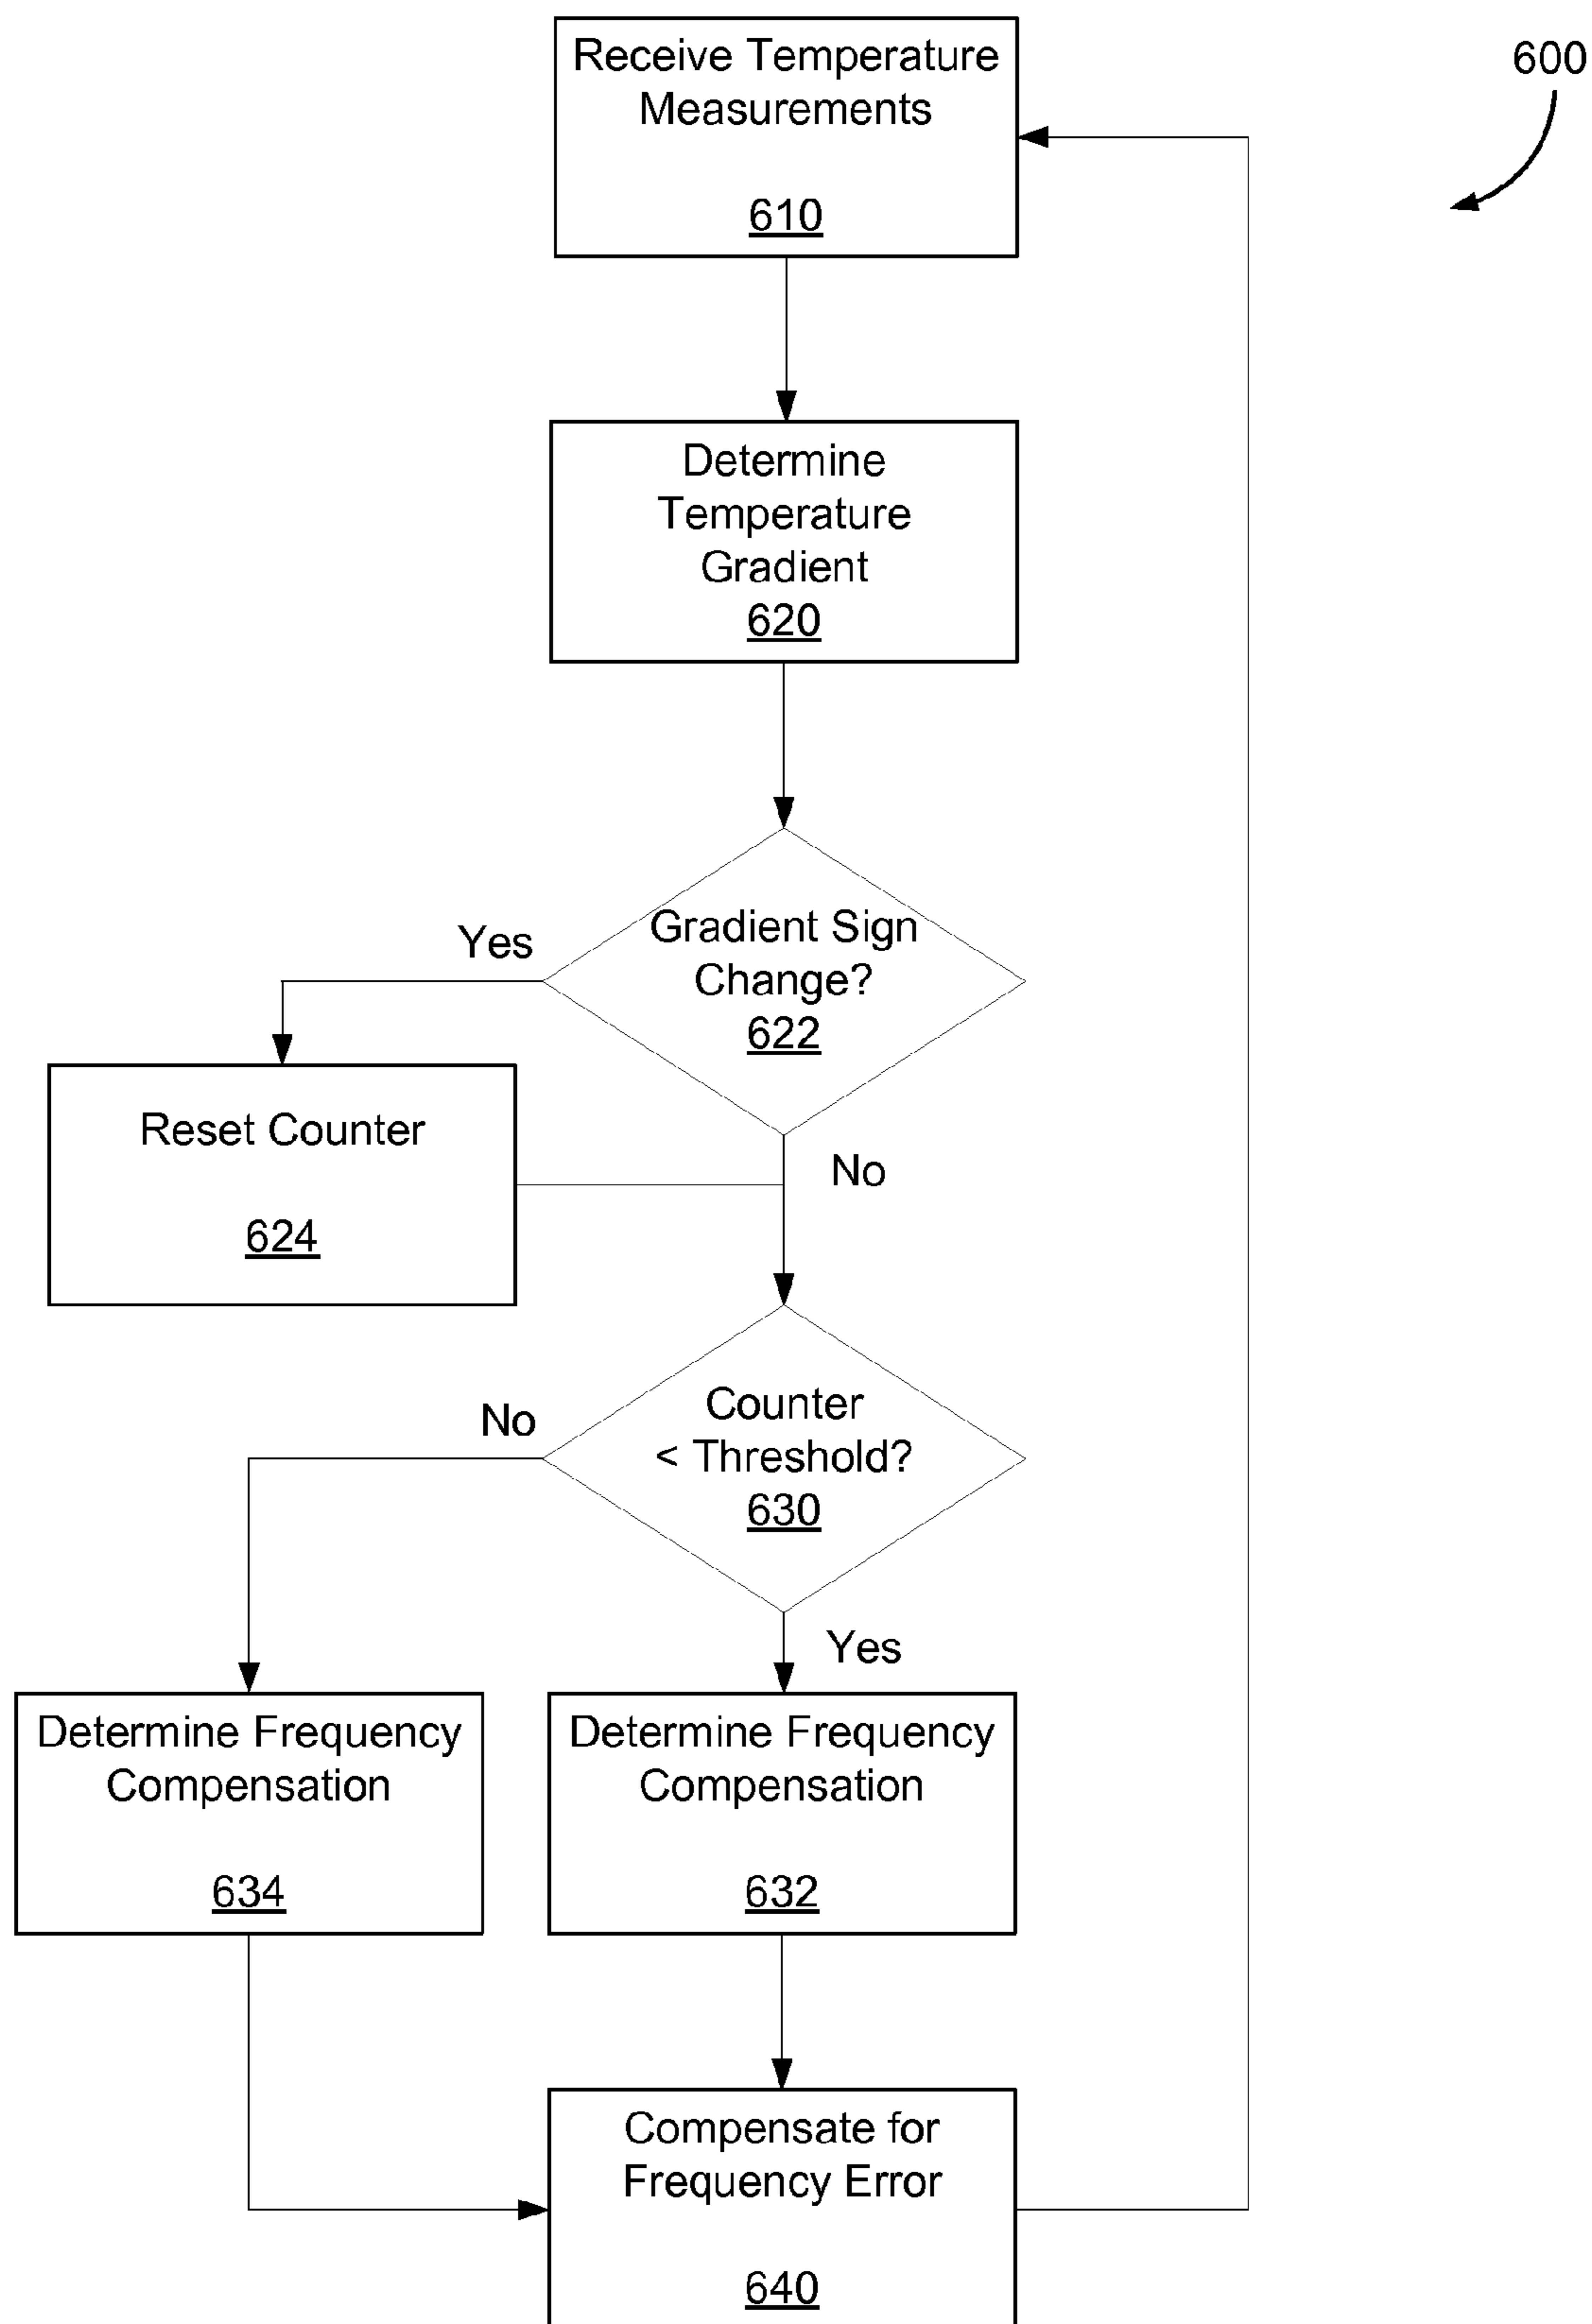 600
Receive Temperature
Measurements
610
Determine
Temperature
Gradient
620
Gradient Sign
Change?
622
Yes
No
Reset Counter
624
Counter
< Threshold?
630
No
Yes
Determine Frequency
Compensation
634
Determine Frequency
Compensation
632
Compensate for
Frequency Error
640